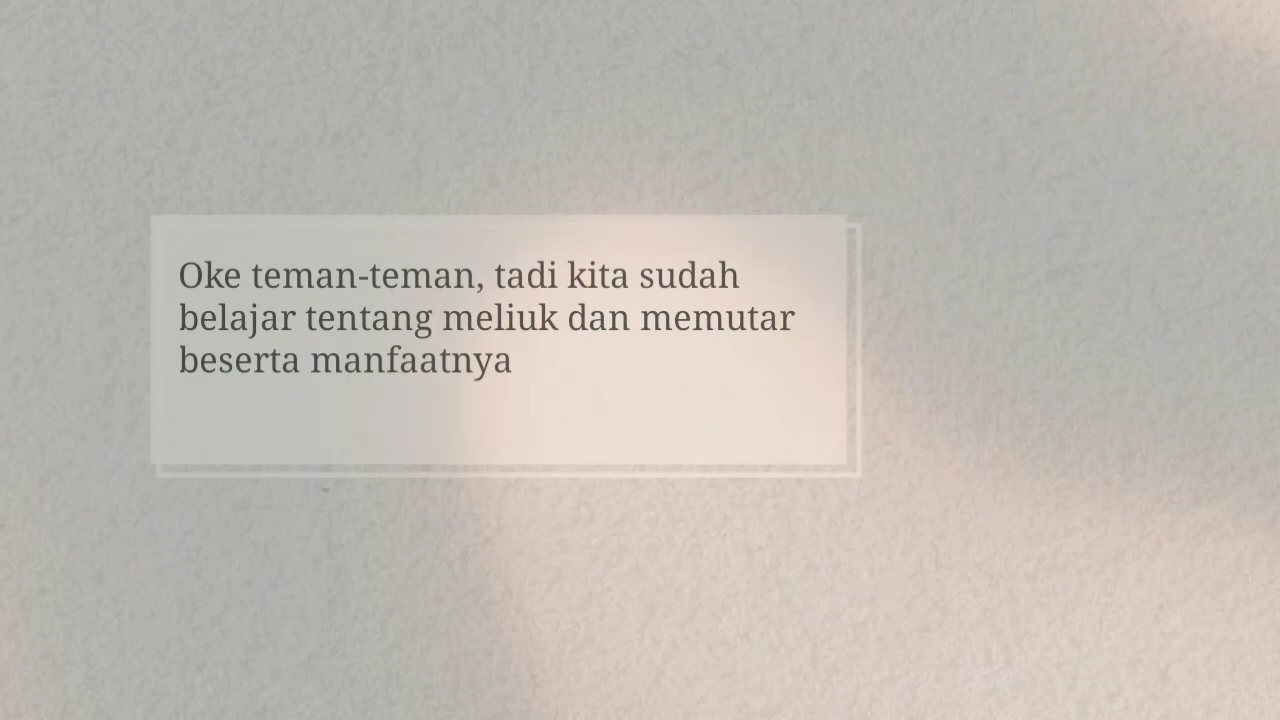 Oke teman-teman, tadi kita sudah
belajar tentang meliuk dan memutar
beserta manfaatnya